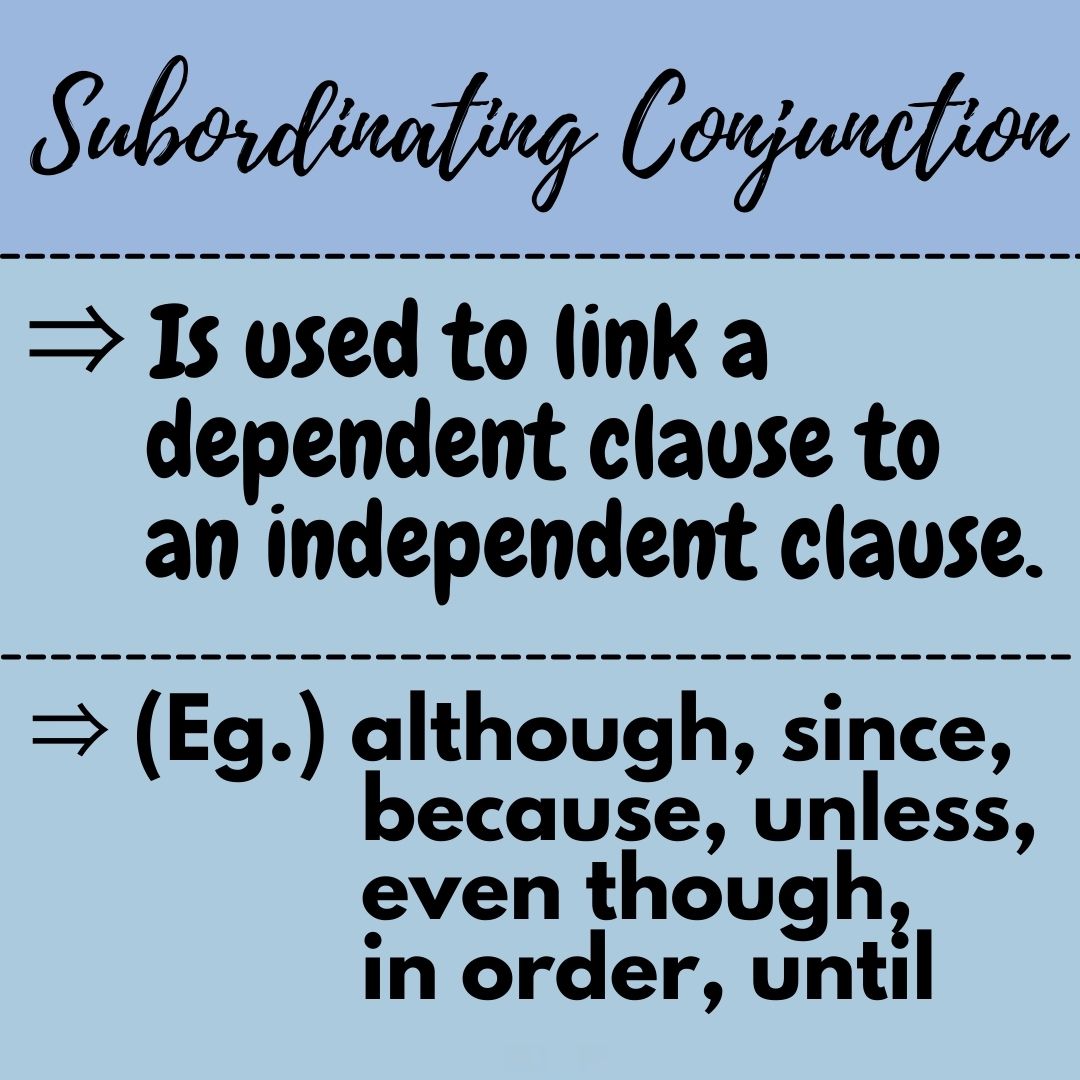 Subordinating Conjunction
⇒ Is used to link a
dependent clause to
an independent clause.
⇒ (Eg.) although, since,
because, unless,
even though,
in order, until